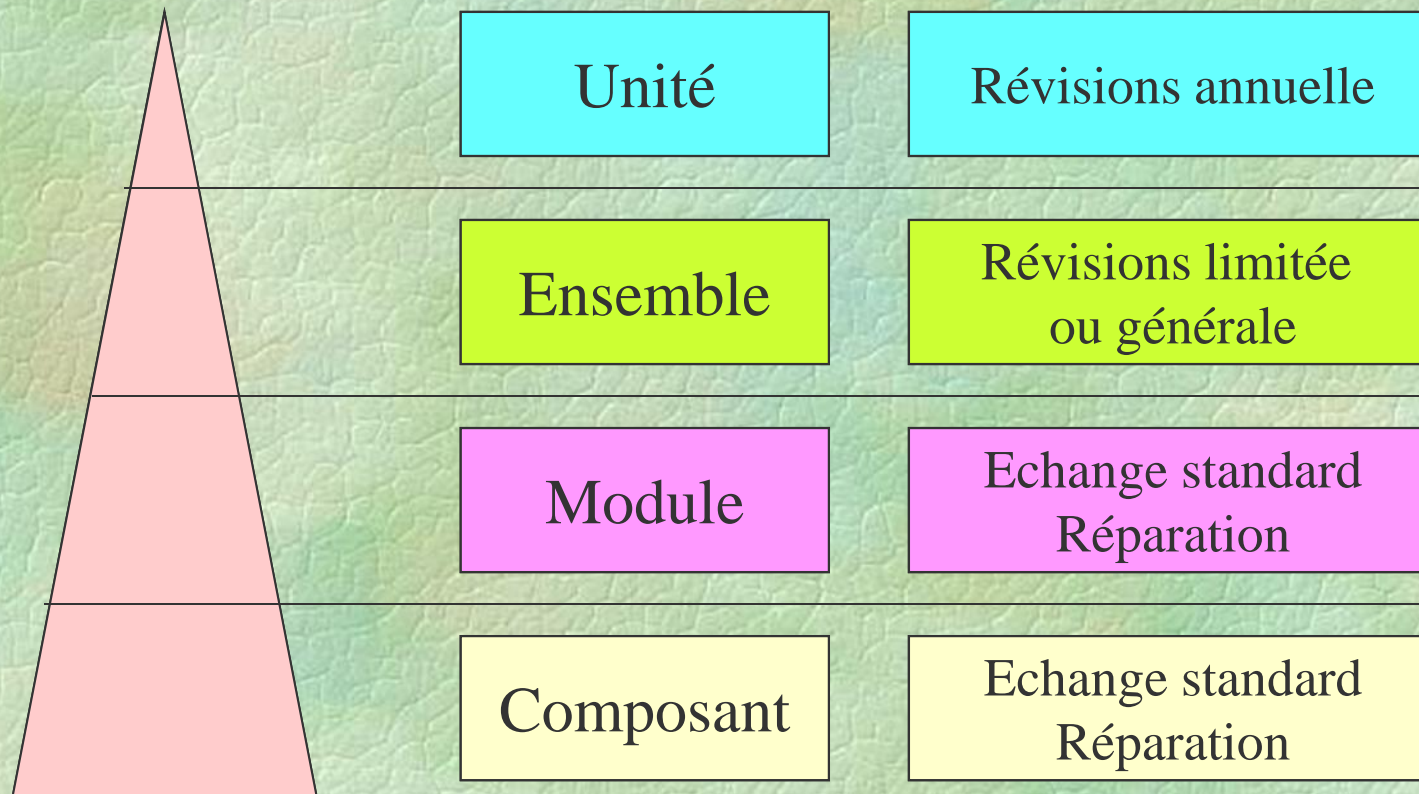 Unité
Révisions annuelle
Ensemble
Révisions limitée
ou générale
Module
Echange standard
Réparation
Composant
Echange standard
Réparation